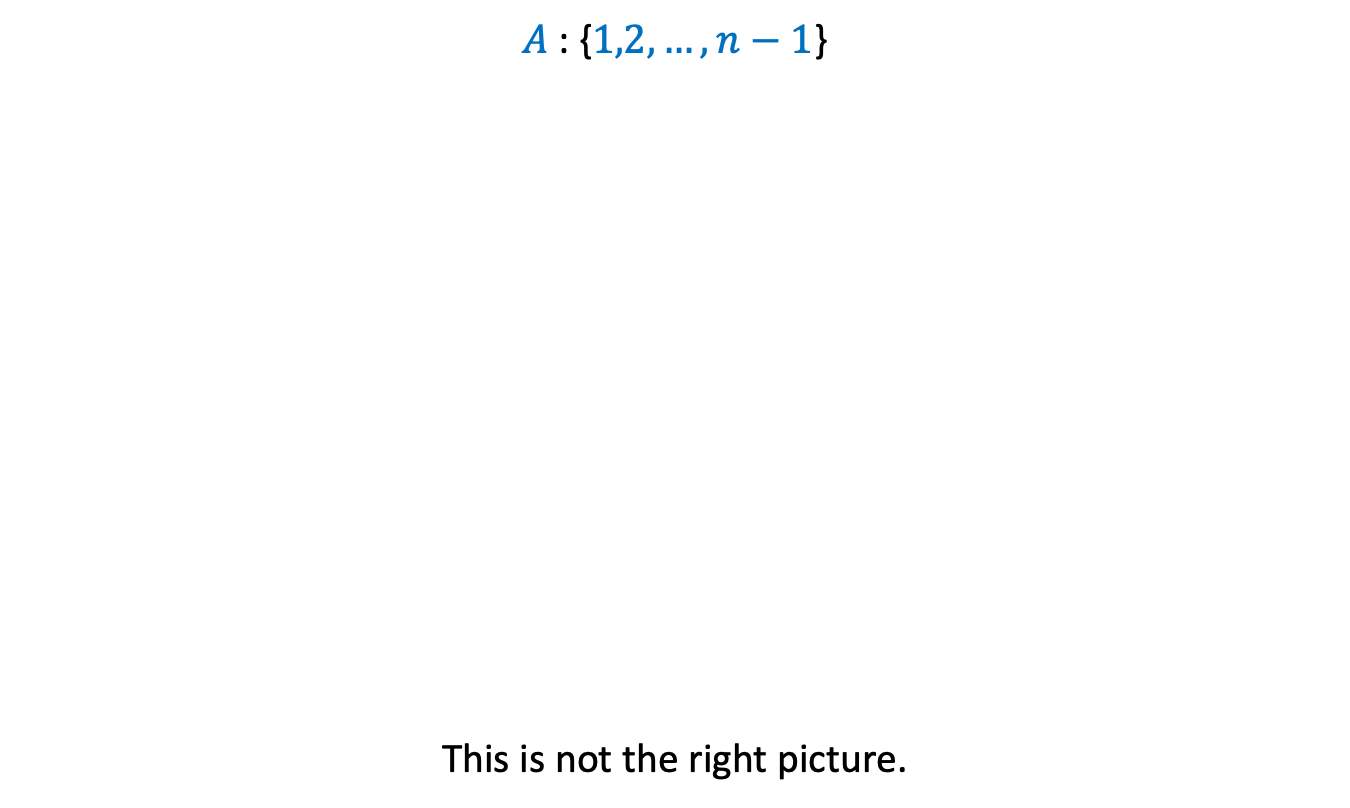 A : {1,2, … , n − 1}
This is not the right picture.